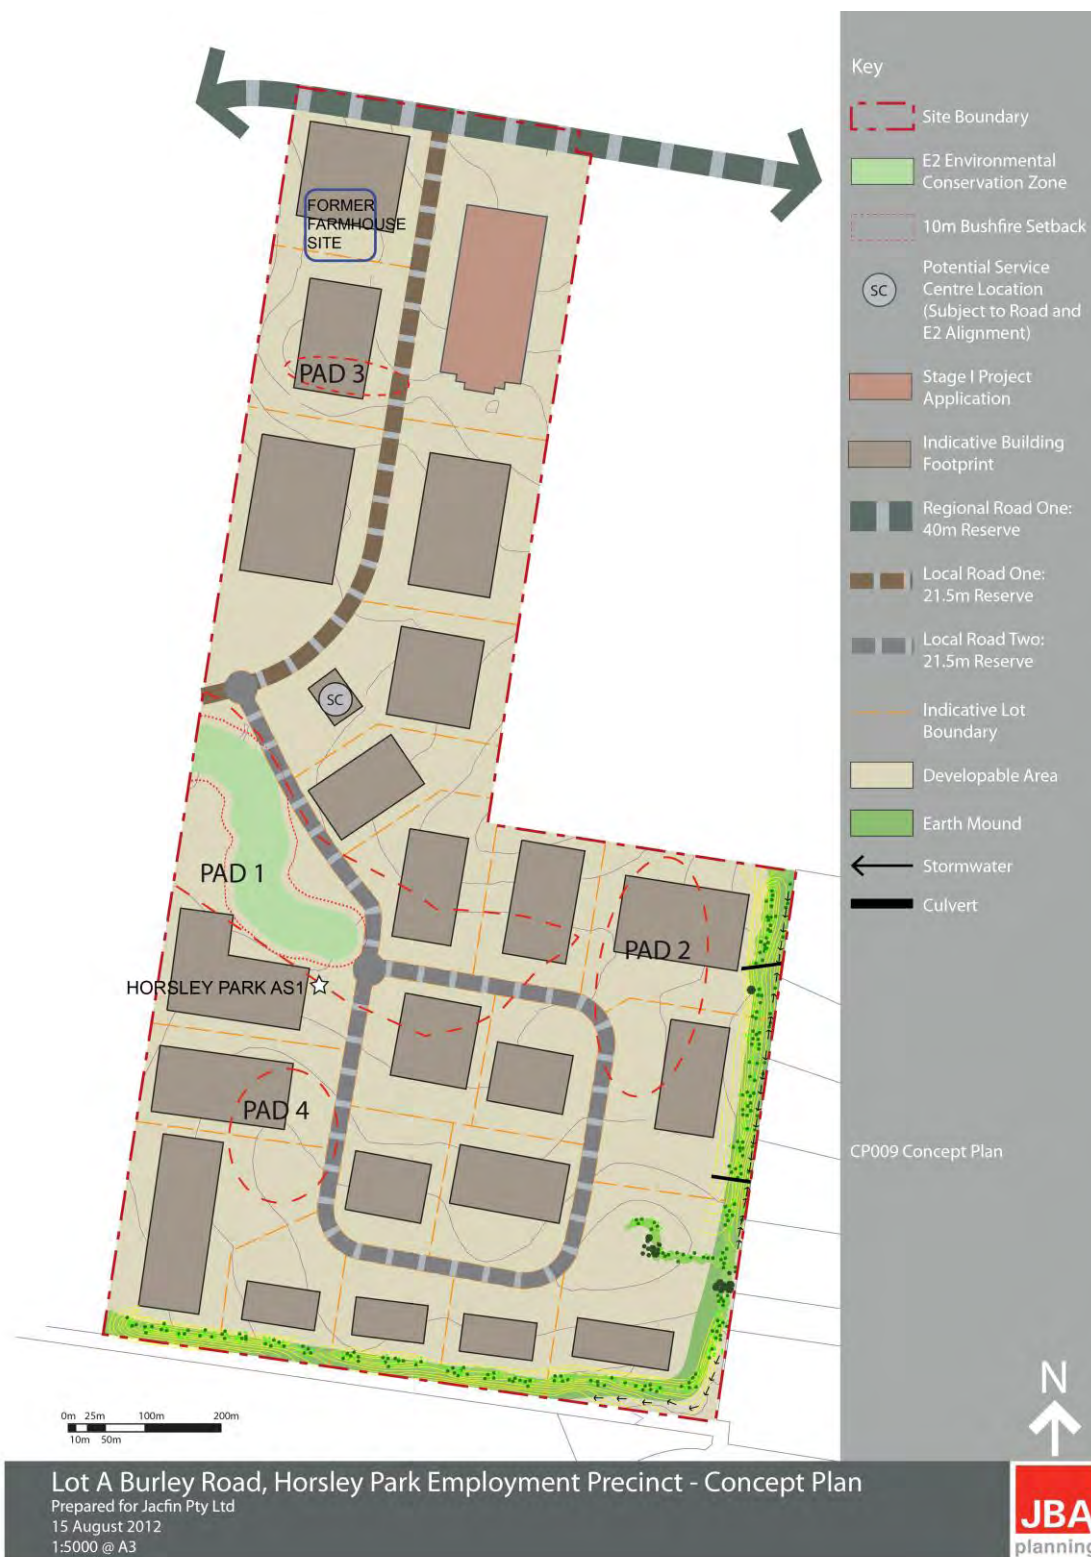 FORMER
FARMHOUSE
SITE
PAD 3
SC
PAD 1
PAD 2
HORSLEY PARK AS1
PAD 4
0m 25m 100m 200m
10m 50m
Key
Site Boundary
E2 Environmental
Conservation Zone
10m Bushfire Setback
SC
Potential Service
Centre Location
(Subject to Road and
E2 Alignment)
Stage I Project
Application
Indicative Building
Footprint
Regional Road One:
40m Reserve
Local Road One:
21.5m Reserve
Local Road Two:
21.5m Reserve
Indicative Lot
Boundary
Developable Area
Earth Mound
Stormwater
Culvert
CP009 Concept Plan
N
Lot A Burley Road, Horsley Park Employment Precinct - Concept Plan
Prepared for Jacfin Pty Ltd
15 August 2012
1:5000 @ A3
JBA
planning